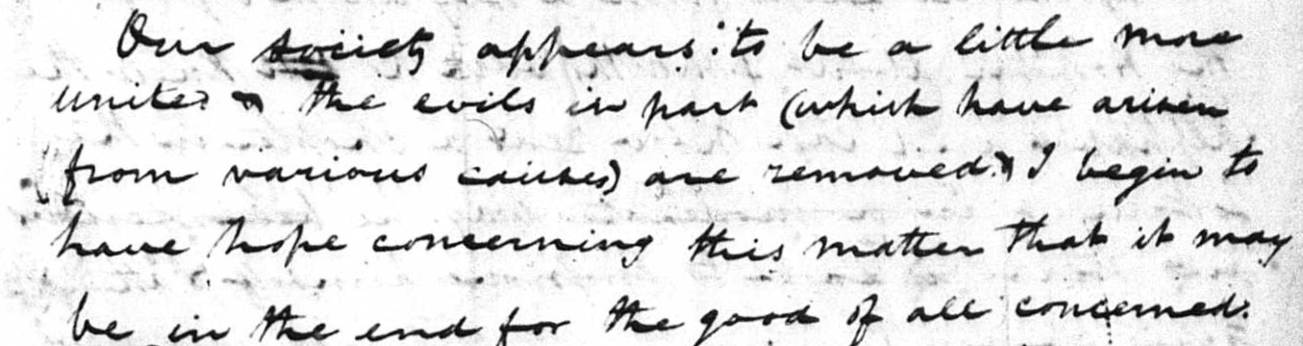 Our society appears to be a little more
united & the evils in part (which have arisen
from various causes) are removed & I begin to
have hope concerning this matter that it may
be in the end for the good of all concerned.